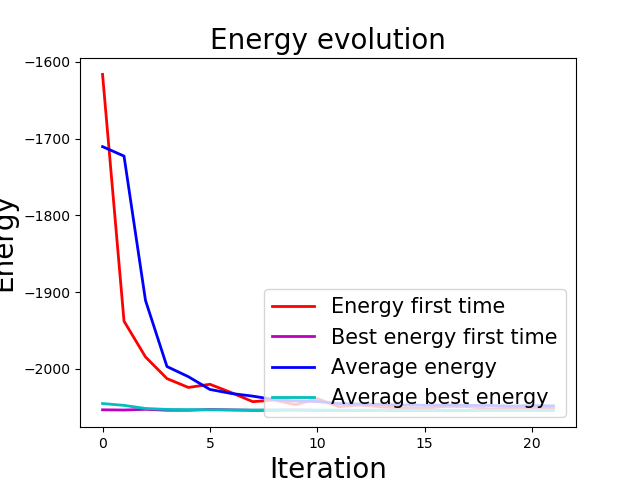 Energy evolution
Energy
−1600
−1700
−1800
−1900
−2000
Energy first time
Best energy first time
Average energy
Average best energy
0 5 10 15 20
Iteration